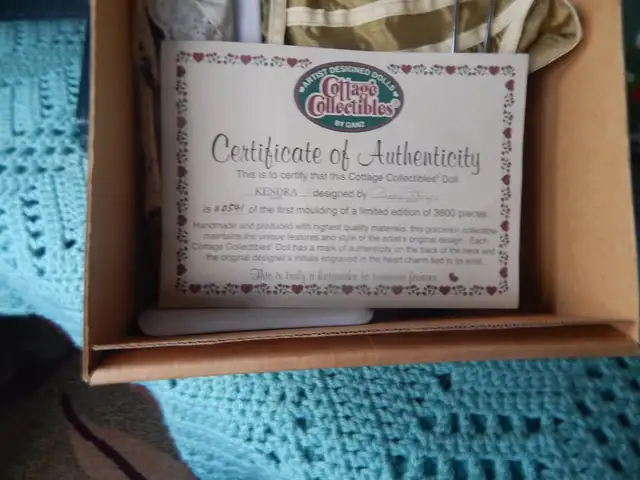 ARTIST DESIGNED DOLLS
Cottage
Collectibles
BY GANZ
Certificate of Authenticity
This is to certify that this Cottage Collectibles Doll
KENDRA designed by
is #0541 of the first moulding of a limited edition of 3600 pieces.
Handmade and produced with highest quality materials, this porcelain collectible
maintains the unique features and style of the artist's original design. Each
Cottage Collectibles Doll has a mark of authenticity on the back of the neck and
the original designer's initials engraved in the heart charm tied to its wrist.
This is truly a keepsake to treasure forever.